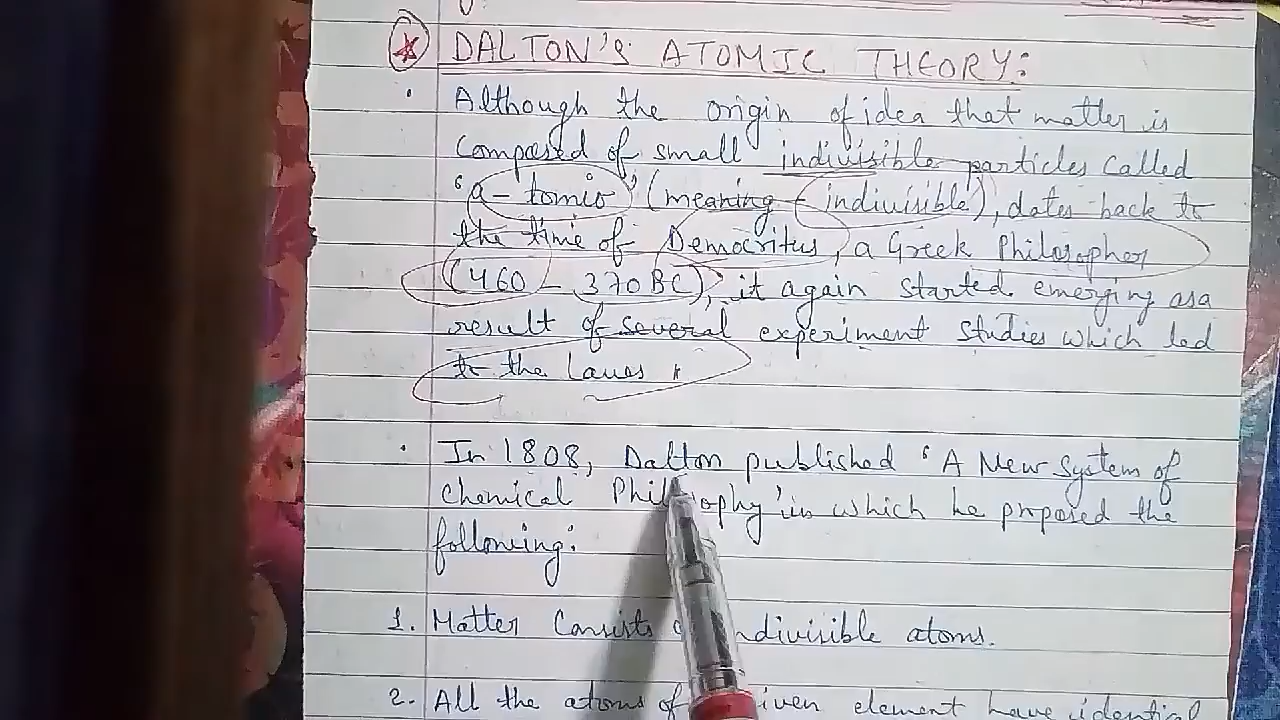 DALTON'S ATOMIC THEORY:
Although the origin of idea that matter is
composed of small indivisible particles called
'a-tomio' (meaning - indivisible), dates back to
the time of Democritus, a Greek Philosopher
(460 - 370 BC), it again started emerging as a
result of several experiment studies which led
to the Laws
In 1808, Dalton published 'A New System of
chemical Philosophy' in which he proposed the
following:
1. Matter Consists indivisible atoms.
2. All the atoms of given element have identical